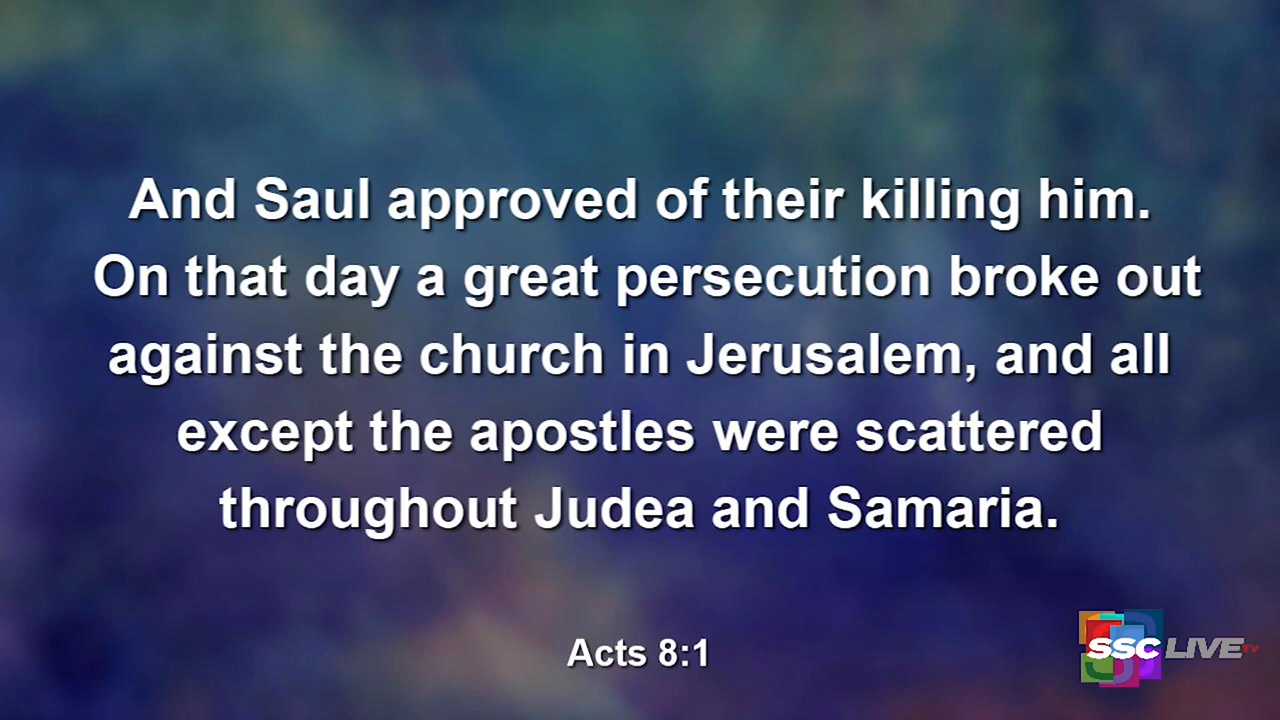 And Saul approved of their killing him.
On that day a great persecution broke out
against the church in Jerusalem, and all
except the apostles were scattered
throughout Judea and Samaria.
Acts 8:1
SSC LIVE TV